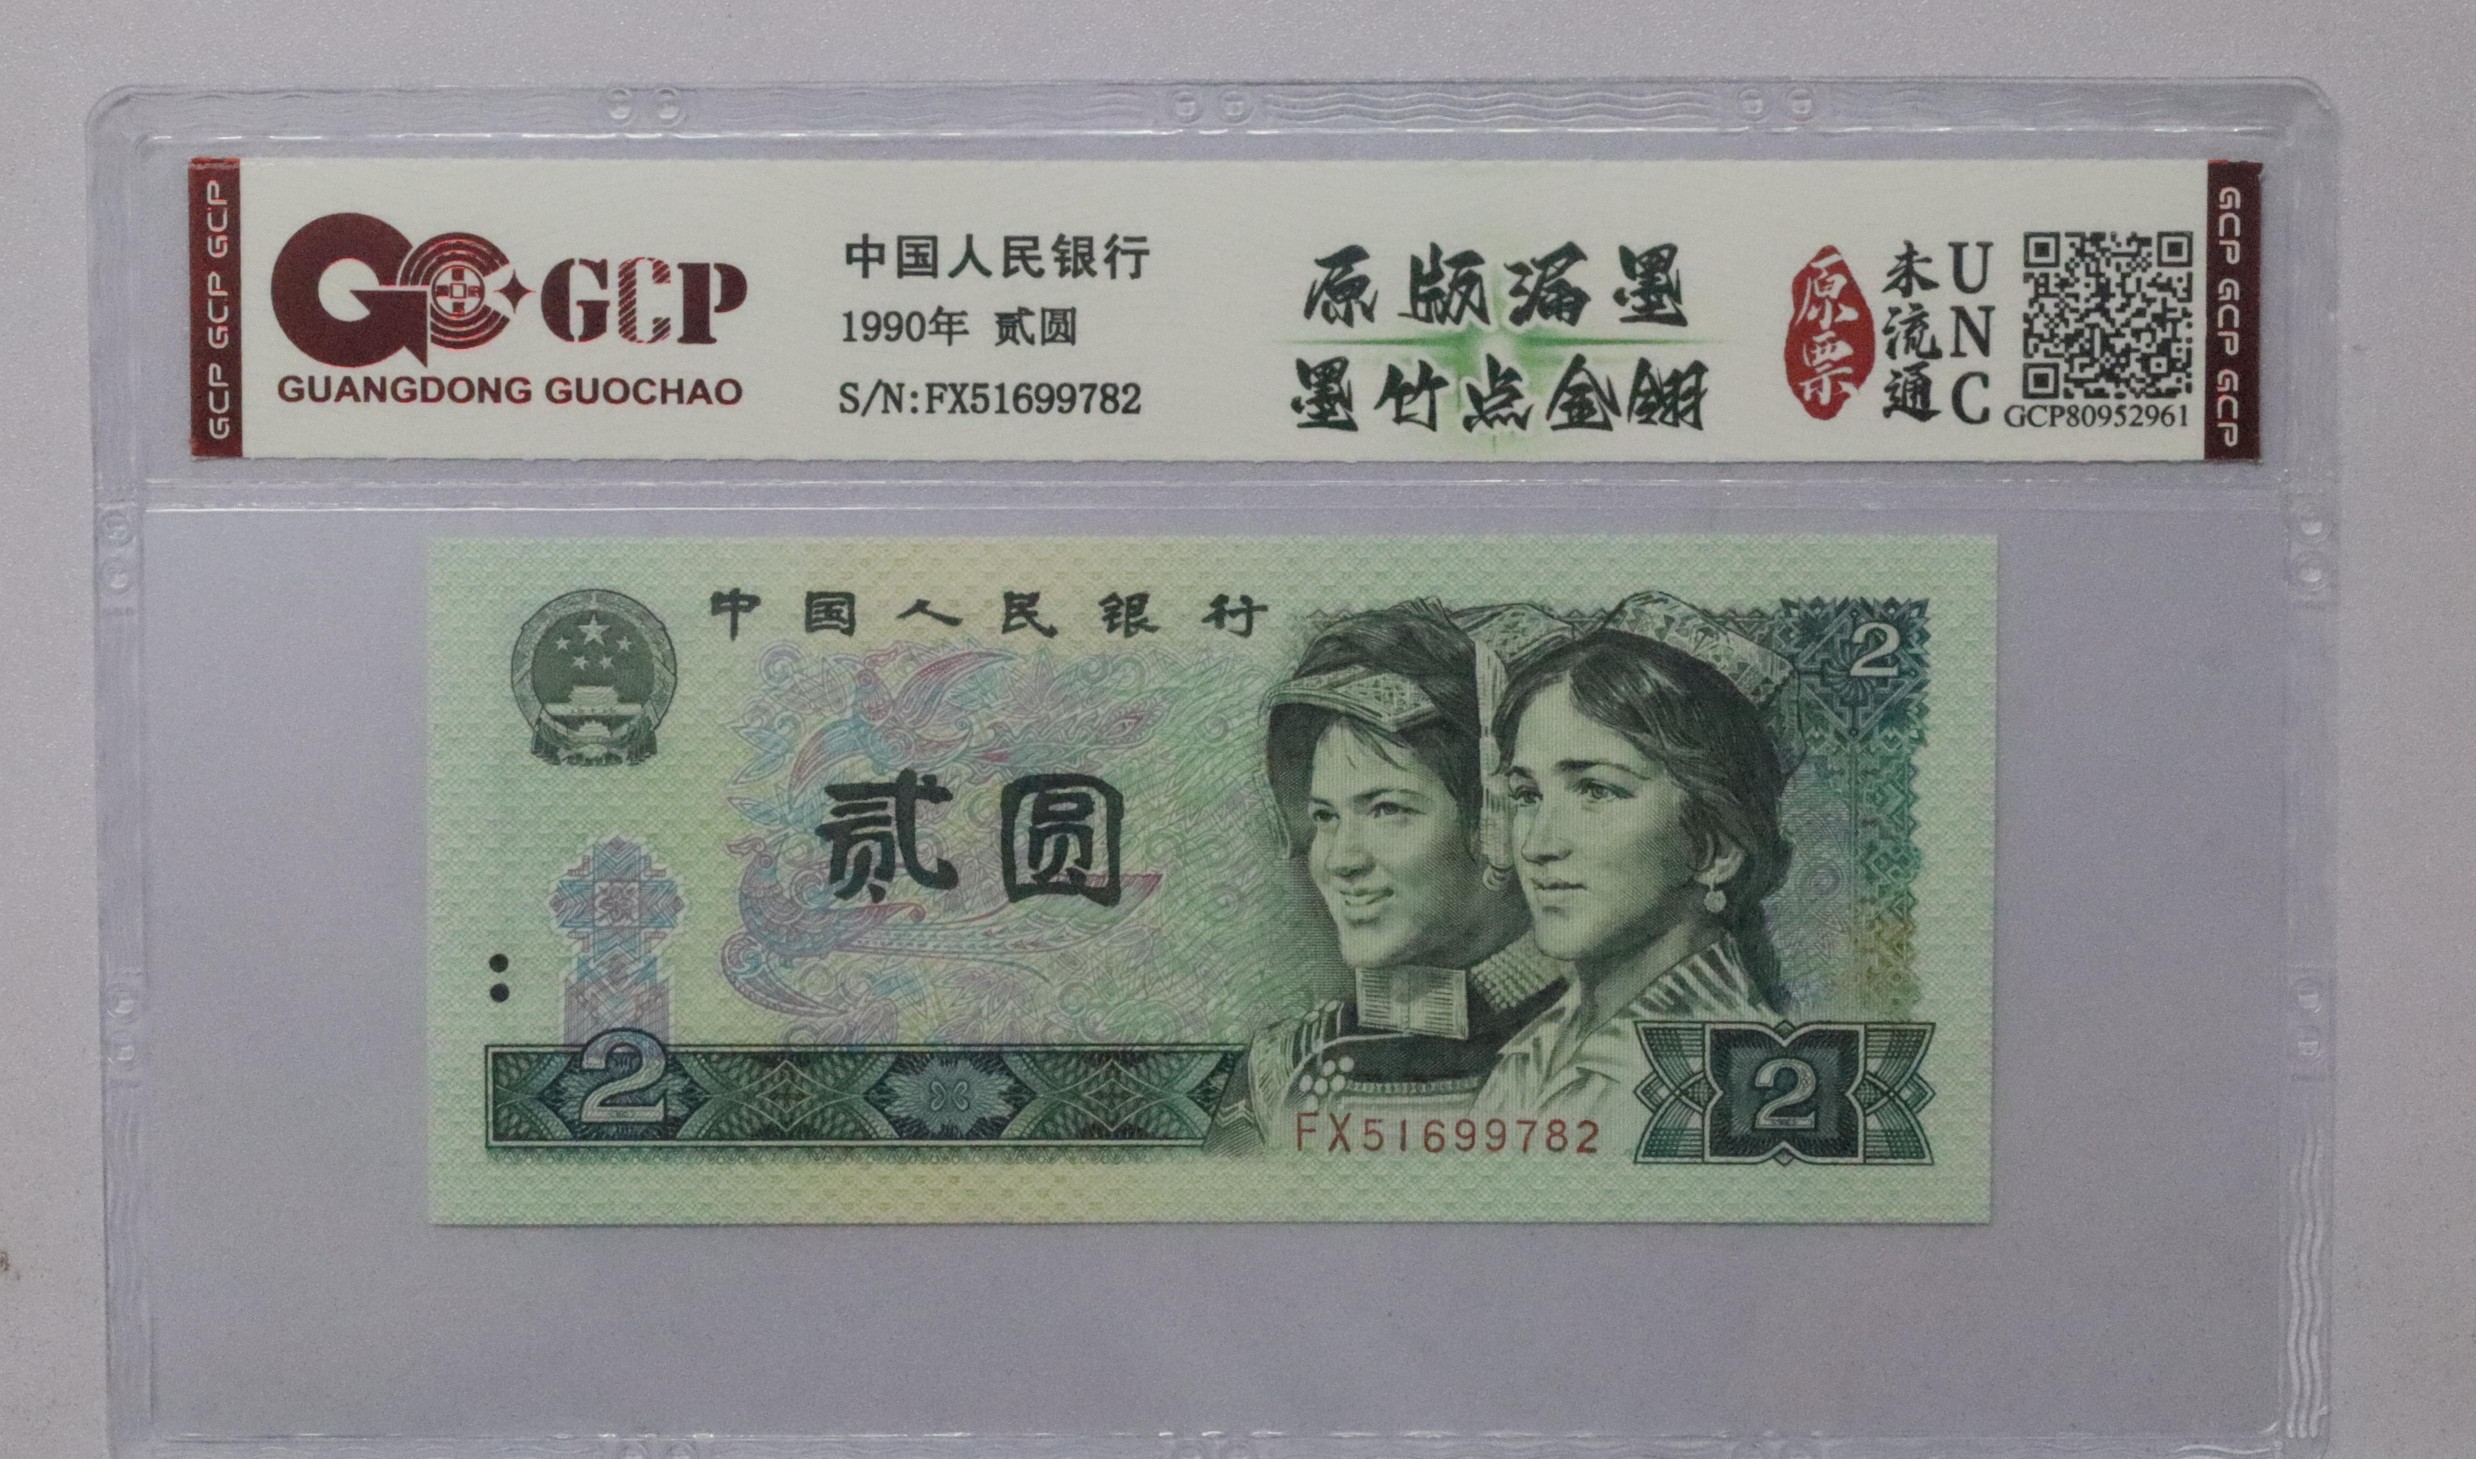 GCP GCP GCP
GCP
GUANGDONG GUOCHAO
中国人民银行
1990年 贰圆
S/N:FX51699782
原版漏墨
墨竹点金翎
原票
未流通
UNC
GCP80952961
GCP GCP GCP
中国人民银行
2
贰圆
2
FX51699782
2